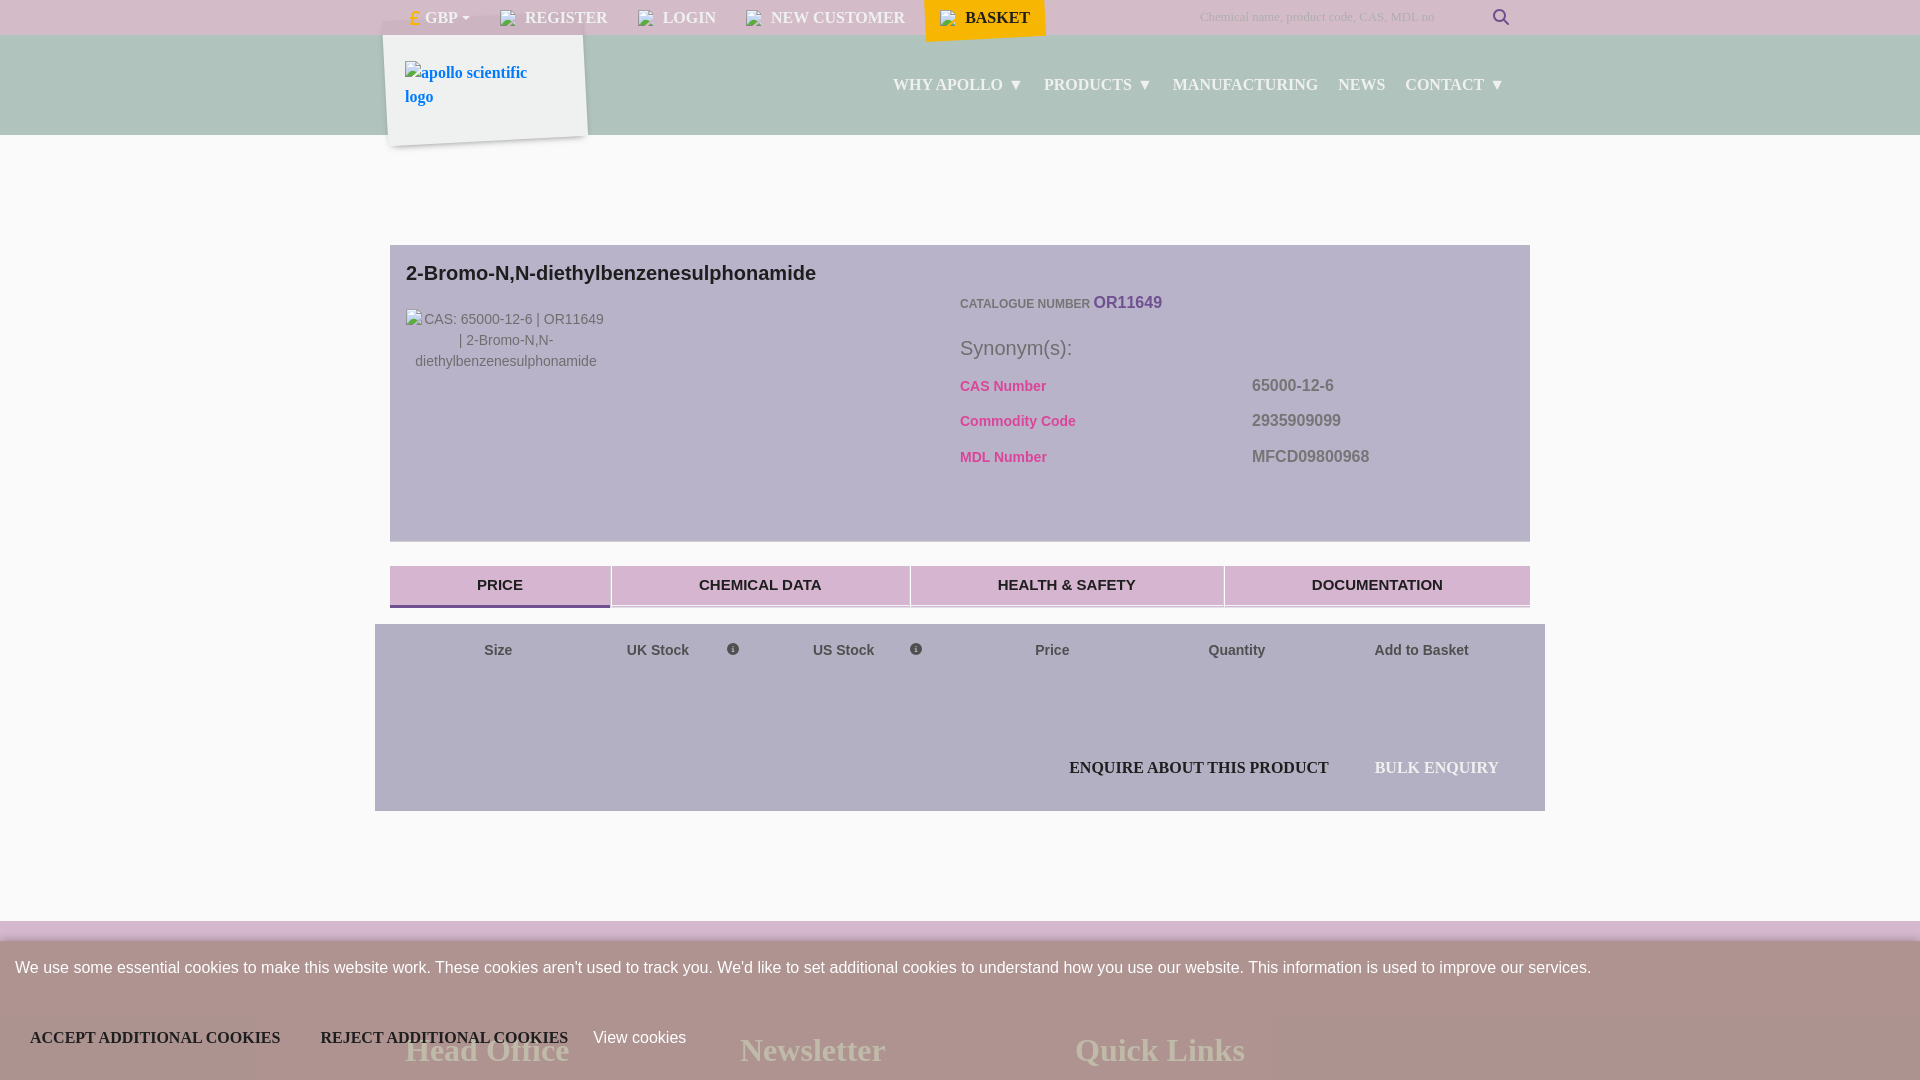 £ GBP REGISTER LOGIN NEW CUSTOMER BASKET Chemical name, product code, CAS, MDL no
apollo scientific
logo
WHY APOLLO ▼ PRODUCTS ▼ MANUFACTURING NEWS CONTACT ▼
2-Bromo-N,N-diethylbenzenesulphonamide
CATALOGUE NUMBER OR11649
CAS: 65000-12-6 | OR11649
| 2-Bromo-N,N-
diethylbenzenesulphonamide
Synonym(s):
CAS Number 65000-12-6
Commodity Code 2935909099
MDL Number MFCD09800968
PRICE CHEMICAL DATA HEALTH & SAFETY DOCUMENTATION
Size UK Stock US Stock Price Quantity Add to Basket
ENQUIRE ABOUT THIS PRODUCT BULK ENQUIRY
We use some essential cookies to make this website work. These cookies aren't used to track you. We'd like to set additional cookies to understand how you use our website. This information is used to improve our services.
ACCEPT ADDITIONAL COOKIES REJECT ADDITIONAL COOKIES View cookies
Head Office Newsletter Quick Links